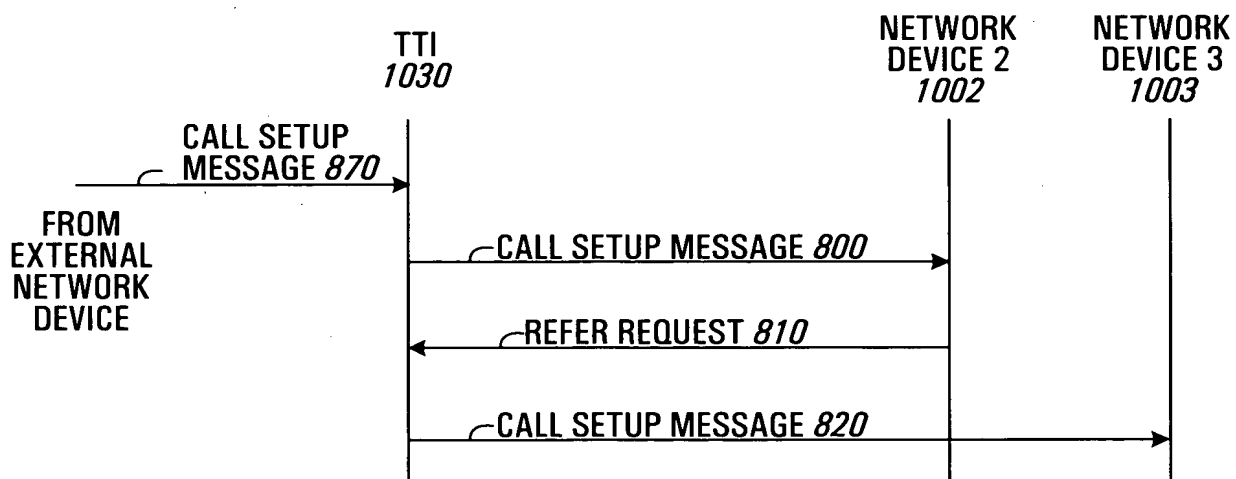 TTI
1030
NETWORK
DEVICE 2
1002
NETWORK
DEVICE 3
1003
CALL SETUP
MESSAGE 870
FROM
EXTERNAL
NETWORK
DEVICE
CALL SETUP MESSAGE 800
REFER REQUEST 810
CALL SETUP MESSAGE 820